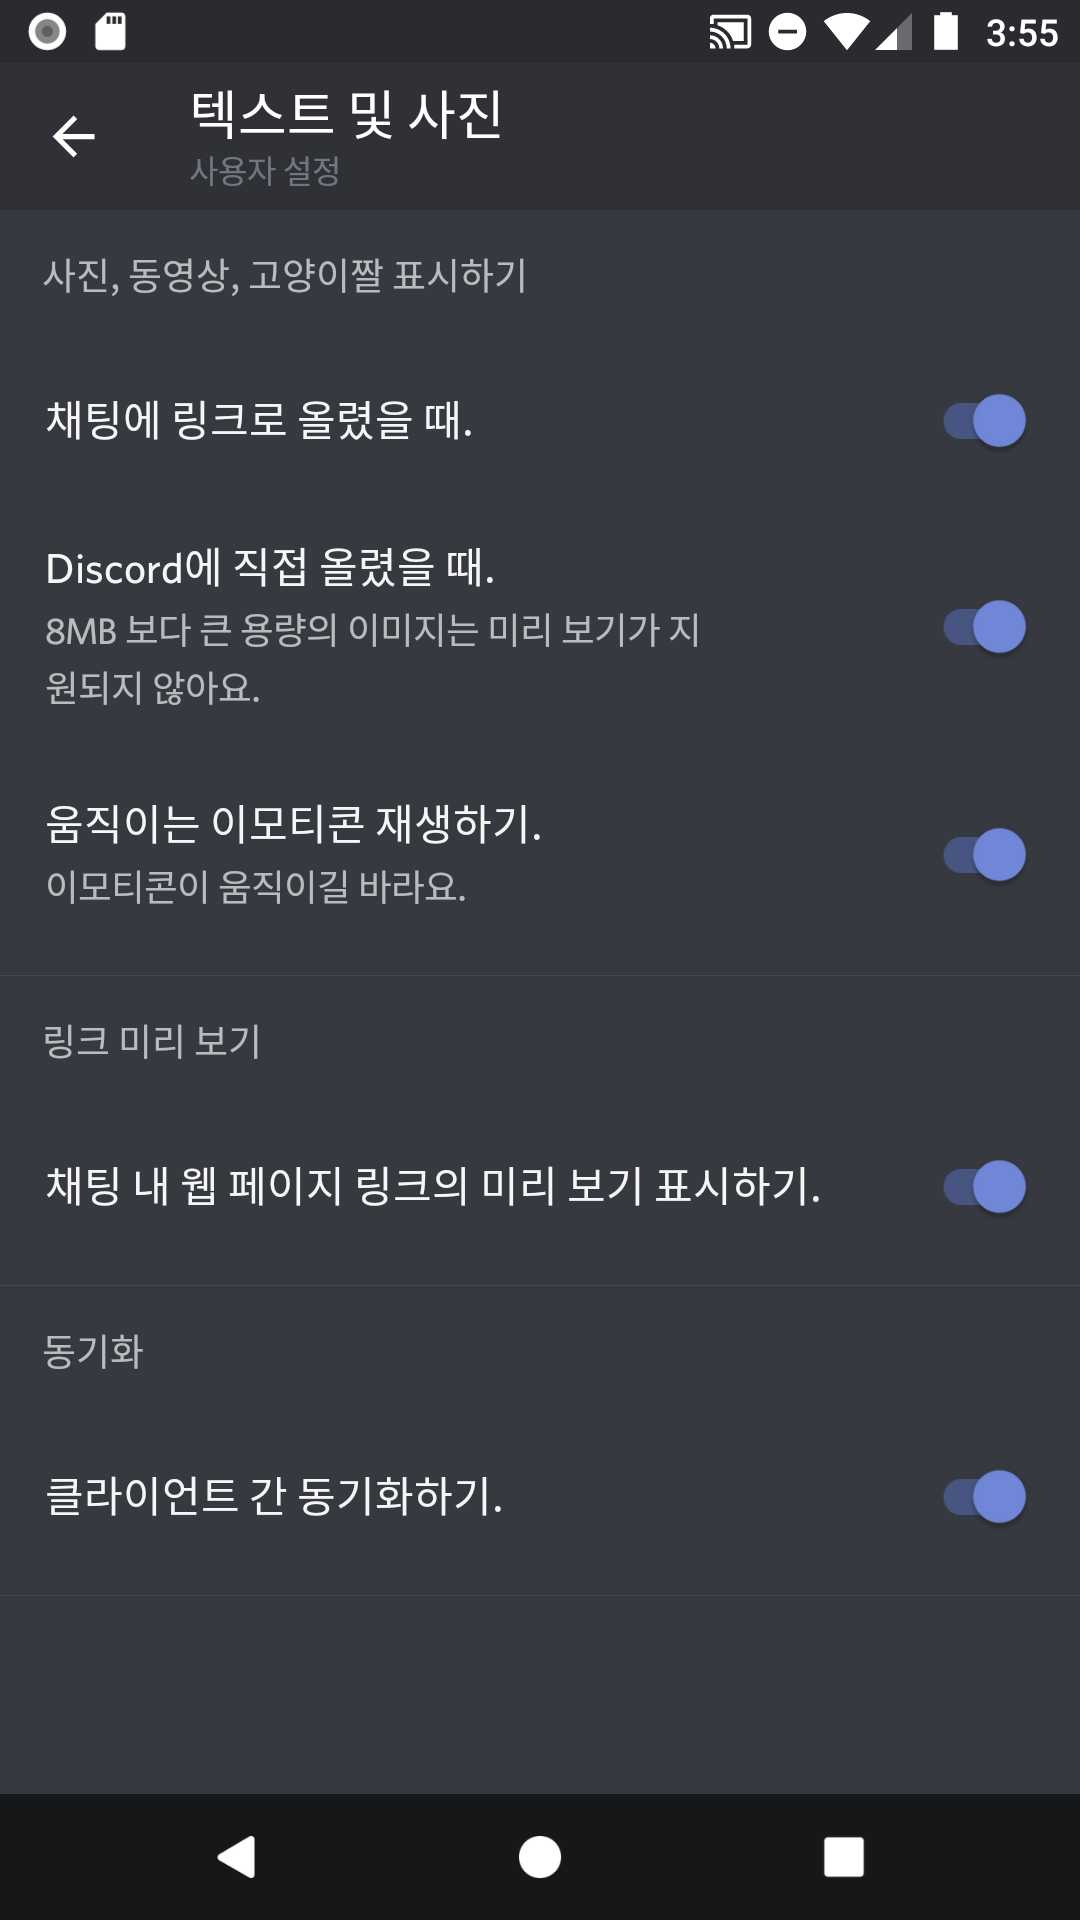 3:55
텍스트 및 사진
사용자 설정
사진, 동영상, 고양이짤 표시하기
채팅에 링크로 올렸을 때.
Discord에 직접 올렸을 때.
8MB 보다 큰 용량의 이미지는 미리 보기가 지
원되지 않아요.
움직이는 이모티콘 재생하기.
이모티콘이 움직이길 바라요.
링크 미리 보기
채팅 내 웹 페이지 링크의 미리 보기 표시하기.
동기화
클라이언트 간 동기화하기.